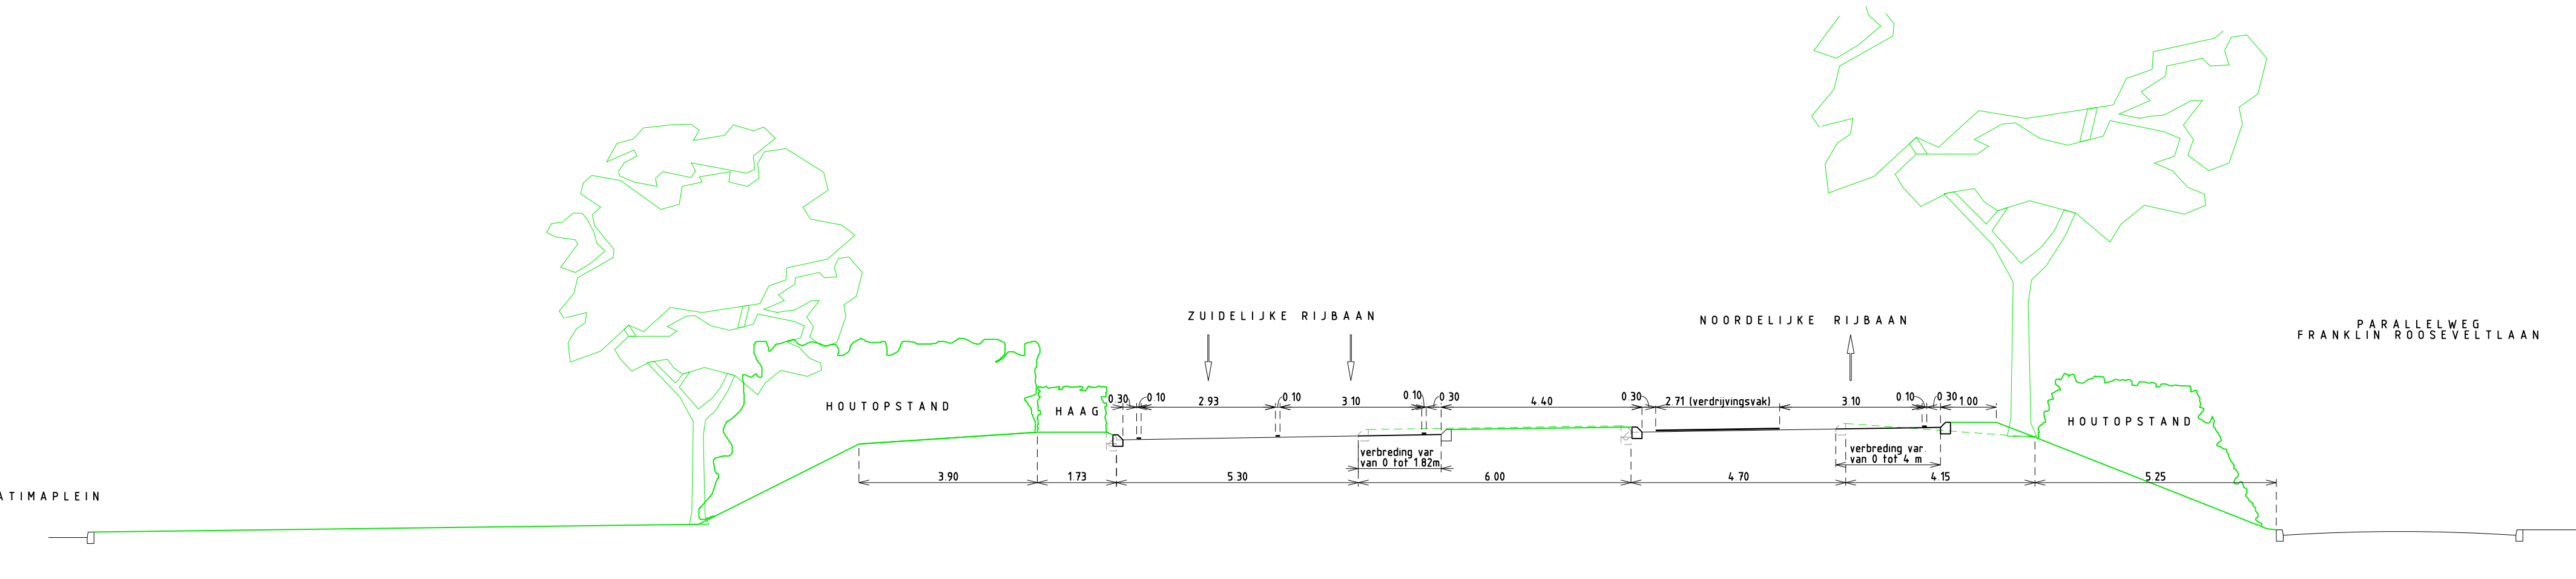 ZUIDELIJKE RIJBAAN
NOORDELIJKE RIJBAAN
PARALLELWEG
FRANKLIN ROOSEVELTLAAN
HOUTOPSTAND
HAAG
HOUTOPSTAND
0.30 0.10 2.93 0.10 3.10 0.10 0.30 4.40 0.30 2.71 (verdrijvingsvak) 3.10 0.10 0.30 1.00
verbreding var
van 0 tot 1.82m
verbreding var.
van 0 tot 4 m
3.90 1.73 5.30 6.00 4.70 4.15 5.25
ATIMAPLEIN